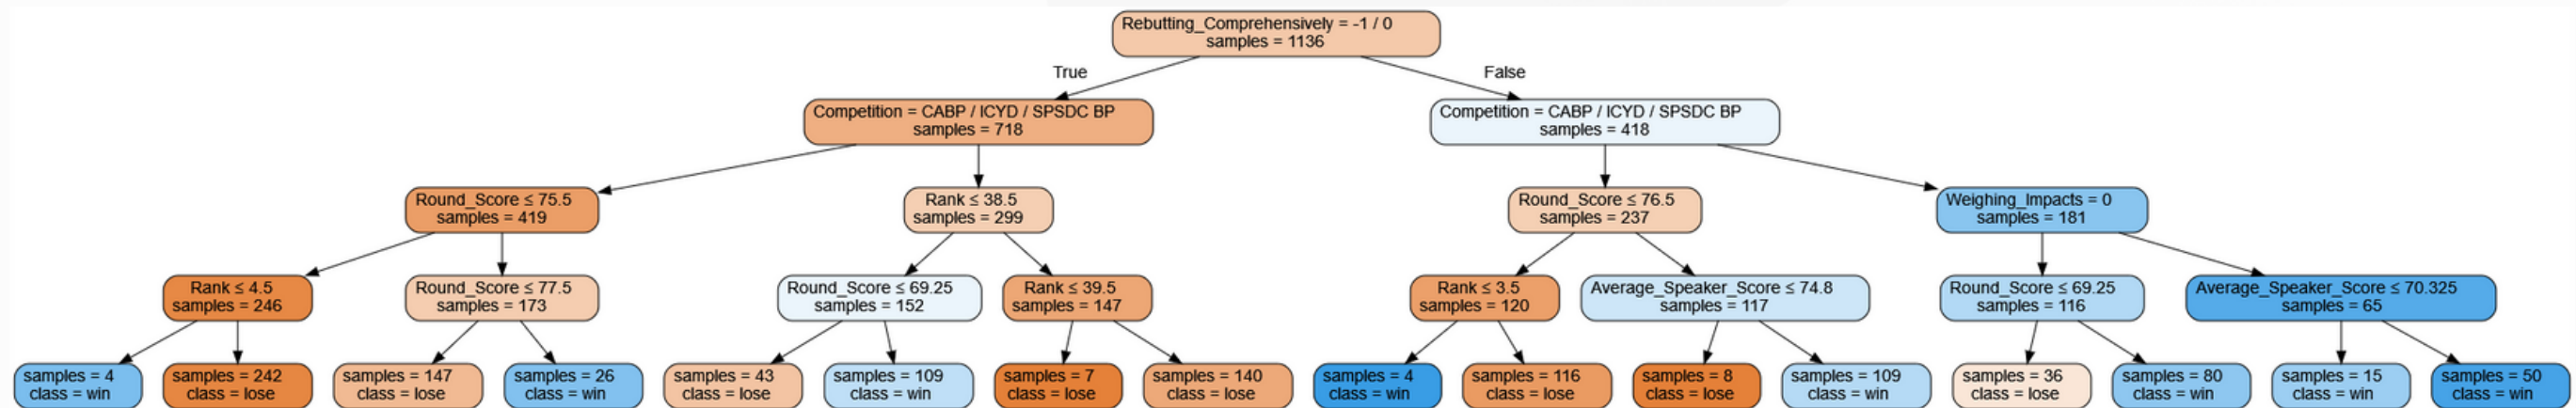 Rebutting_Comprehensively = -1 / 0
samples = 1136
True
False
Competition = CABP / ICYD / SPSDC BP
samples = 718
Competition = CABP / ICYD / SPSDC BP
samples = 418
Round_Score ≤ 75.5
samples = 419
Rank ≤ 38.5
samples = 299
Round_Score ≤ 76.5
samples = 237
Weighing_Impacts = 0
samples = 181
Rank ≤ 4.5
samples = 246
Round_Score ≤ 77.5
samples = 173
Round_Score ≤ 69.25
samples = 152
Rank ≤ 39.5
samples = 147
Rank ≤ 3.5
samples = 120
Average_Speaker_Score ≤ 74.8
samples = 117
Round_Score ≤ 69.25
samples = 116
Average_Speaker_Score ≤ 70.325
samples = 65
samples = 4
class = win
samples = 242
class = lose
samples = 147
class = lose
samples = 26
class = win
samples = 43
class = lose
samples = 109
class = win
samples = 7
class = lose
samples = 140
class = lose
samples = 4
class = win
samples = 116
class = lose
samples = 8
class = lose
samples = 109
class = win
samples = 36
class = lose
samples = 80
class = win
samples = 15
class = win
samples = 50
class = win